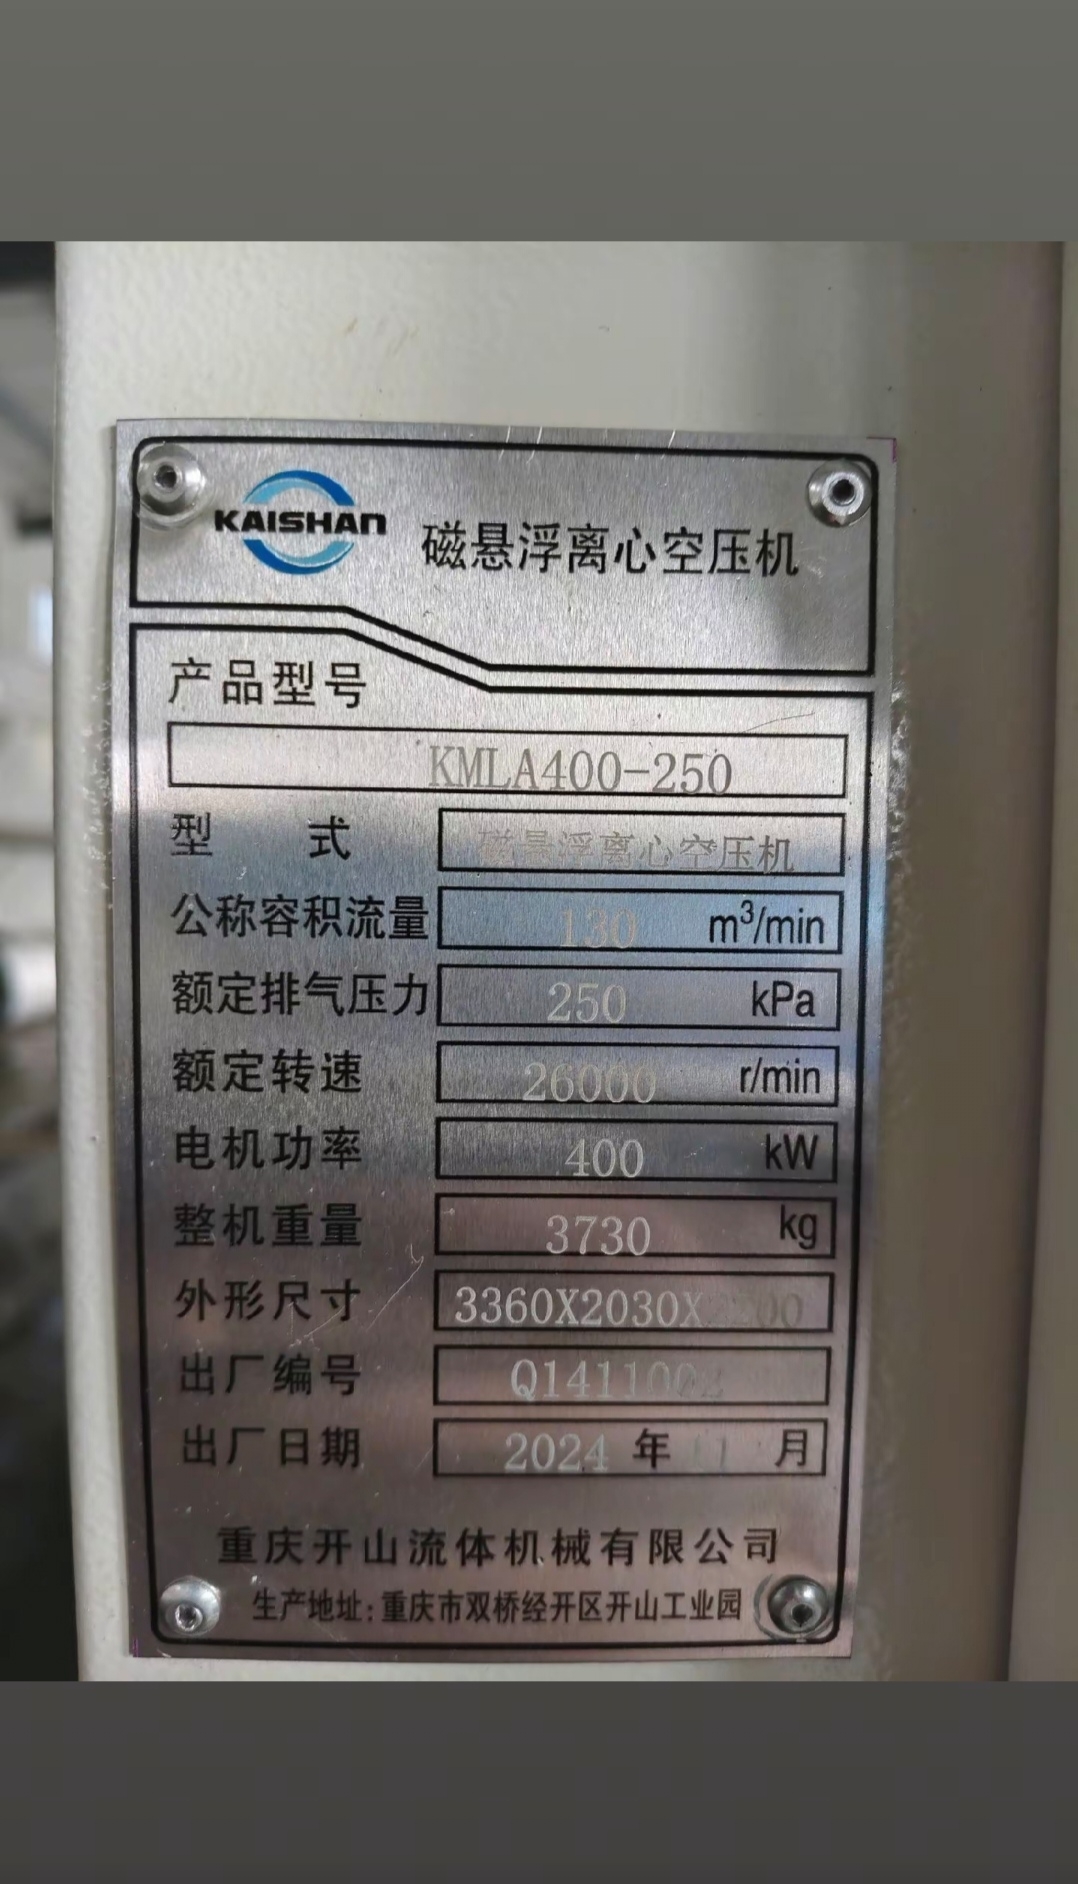 KAISHAN
磁悬浮离心空压机
产品型号
KMLA400-250
型 式 磁悬浮离心空压机
公称容积流量 130 m³/min
额定排气压力 250 kPa
额定转速 26000 r/min
电机功率 400 kW
整机重量 3730 kg
外形尺寸 3360X2030X
出厂编号
出厂日期 2024 年 11 月
重庆开山流体机械有限公司
生产地址:重庆市双桥经开区开山工业园